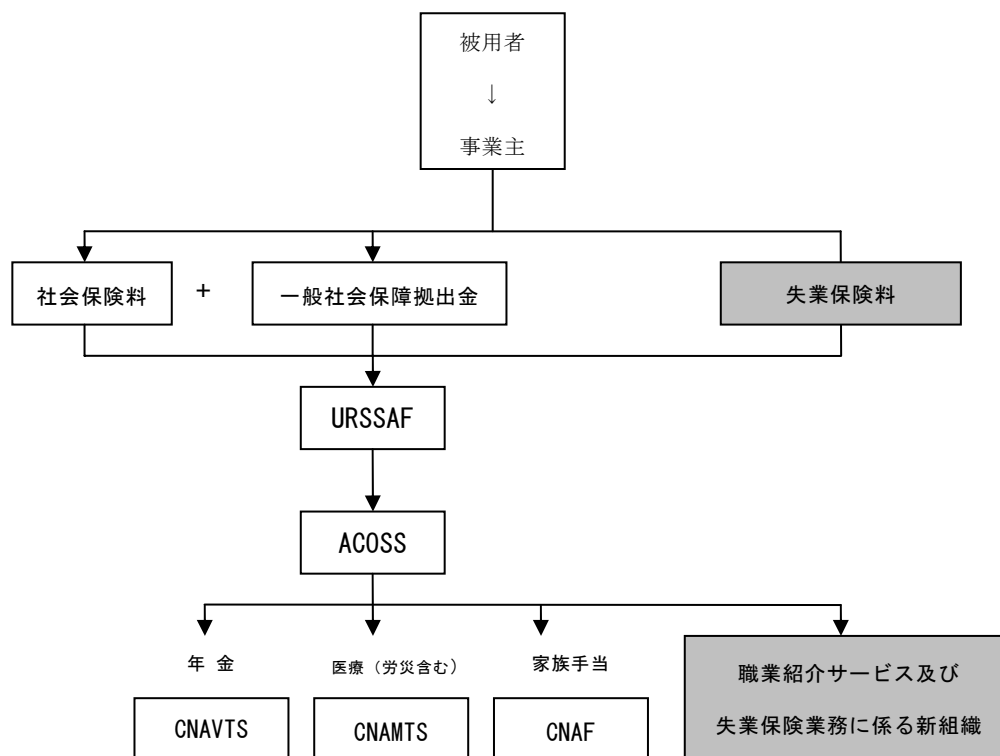 被用者
↓
事業主
社会保険料 + 一般社会保障拠出金 失業保険料
URSSAF
ACOSS
年 金 医療（労災含む） 家族手当
CNAVTS CNAMTS CNAF
職業紹介サービス及び
失業保険業務に係る新組織